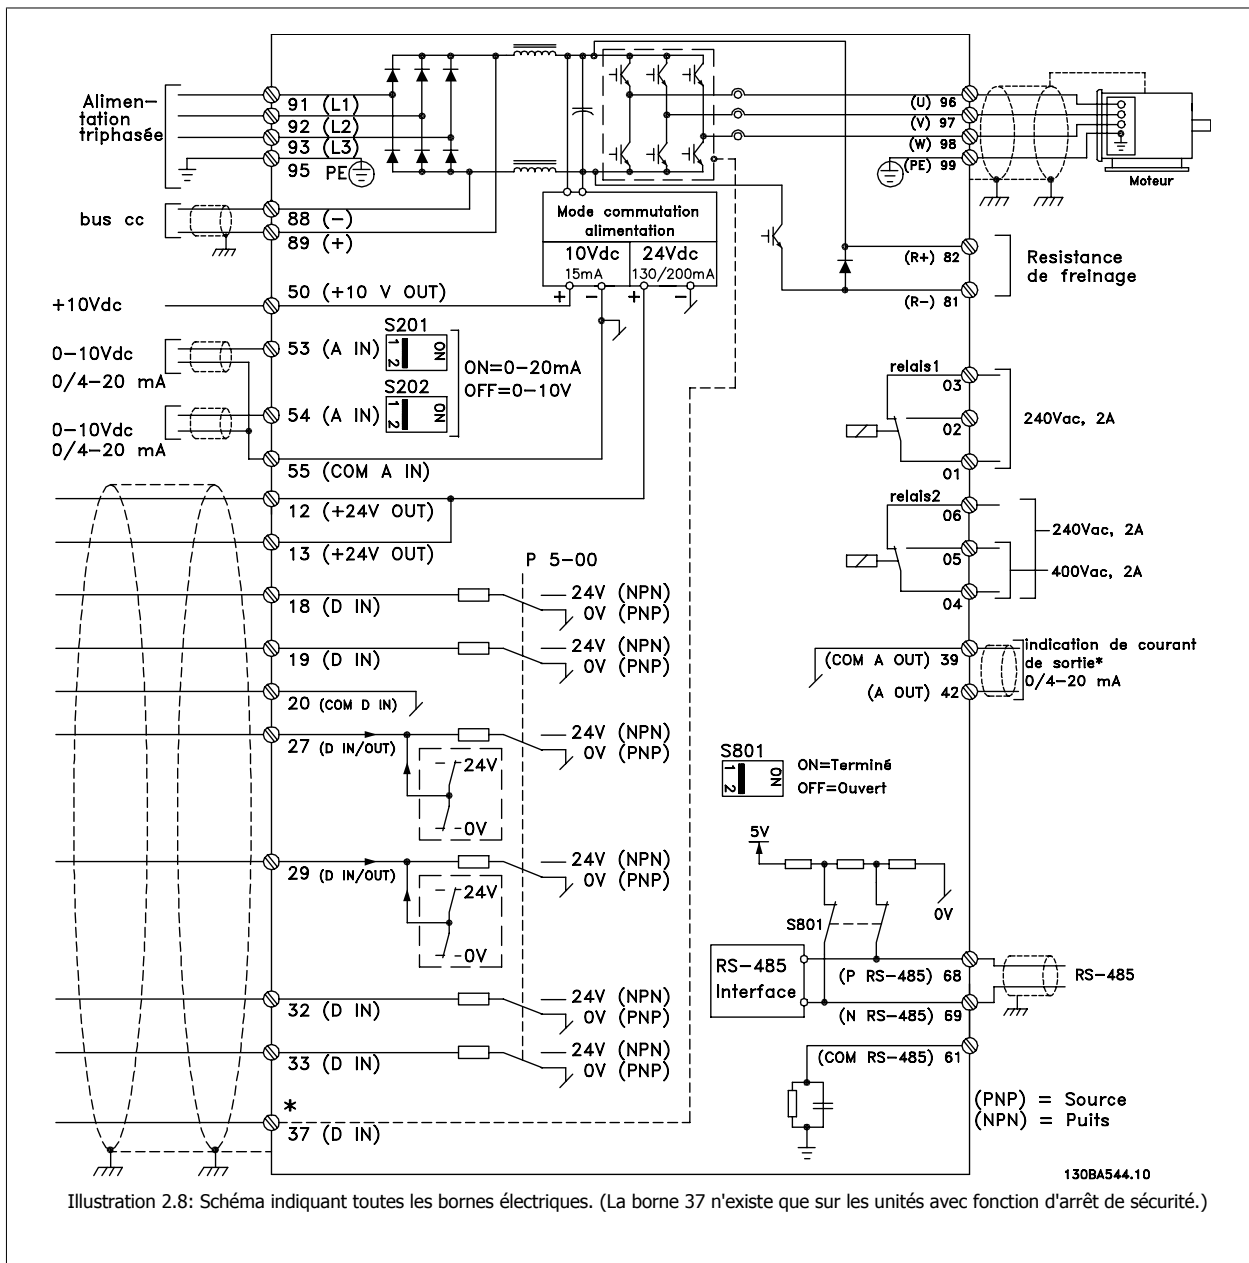 Alimen-
tation
triphasée
91 (L1)
92 (L2)
93 (L3)
95 PE
bus cc
88 (-)
89 (+)
Mode commutation
alimentation
10Vdc
15mA
24Vdc
130/200mA
+ - + -
(U) 96
(V) 97
(W) 98
(PE) 99
Moteur
(R+) 82
(R-) 81
Resistance
de freinage
+10Vdc
50 (+10 V OUT)
0-10Vdc
0/4-20 mA
53 (A IN)
S201
1 2 ON
ON=0-20mA
OFF=0-10V
S202
1 2 ON
0-10Vdc
0/4-20 mA
54 (A IN)
55 (COM A IN)
12 (+24V OUT)
13 (+24V OUT)
P 5-00
18 (D IN)
24V (NPN)
0V (PNP)
19 (D IN)
24V (NPN)
0V (PNP)
20 (COM D IN)
27 (D IN/OUT)
24V (NPN)
0V (PNP)
24V
0V
29 (D IN/OUT)
24V (NPN)
0V (PNP)
24V
0V
32 (D IN)
24V (NPN)
0V (PNP)
33 (D IN)
24V (NPN)
0V (PNP)
*
37 (D IN)
relais1
03
02
01
240Vac, 2A
relais2
06
05
04
240Vac, 2A
400Vac, 2A
(COM A OUT) 39
(A OUT) 42
indication de courant
de sortie*
0/4-20 mA
S801
1 2 ON
ON=Terminé
OFF=Ouvert
5V
S801
0V
RS-485
Interface
(P RS-485) 68
(N RS-485) 69
RS-485
(COM RS-485) 61
(PNP) = Source
(NPN) = Puits
130BA544.10
Illustration 2.8: Schéma indiquant toutes les bornes électriques. (La borne 37 n'existe que sur les unités avec fonction d'arrêt de sécurité.)